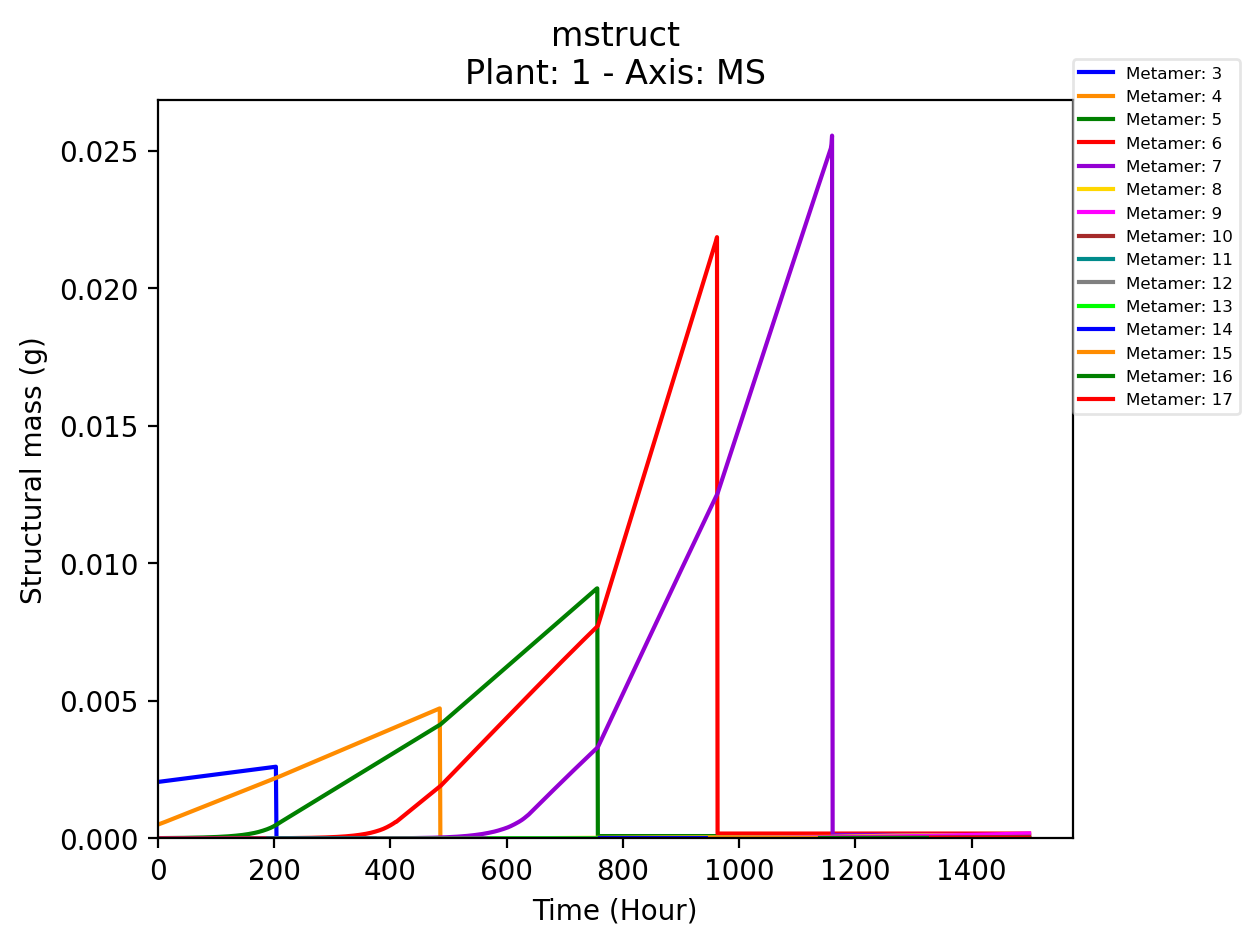 mstruct
Plant: 1 - Axis: MS
Metamer: 3
Metamer: 4
Metamer: 5
Metamer: 6
Metamer: 7
Metamer: 8
Metamer: 9
Metamer: 10
Metamer: 11
Metamer: 12
Metamer: 13
Metamer: 14
Metamer: 15
Metamer: 16
Metamer: 17
Structural mass (g)
0.025
0.020
0.015
0.010
0.005
0.000
0 200 400 600 800 1000 1200 1400
Time (Hour)